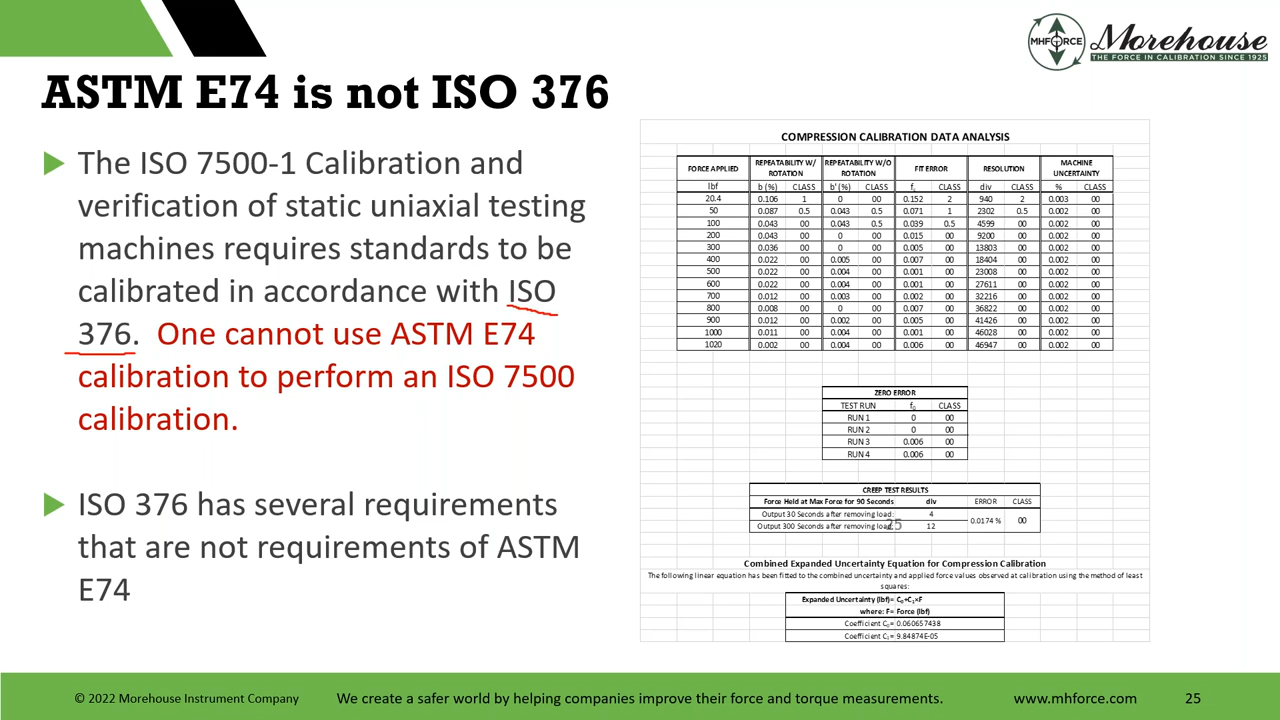 MHFORCE
Morehouse
THE FORCE IN CALIBRATION SINCE 1925
ASTM E74 is not ISO 376
The ISO 7500-1 Calibration and
verification of static uniaxial testing
machines requires standards to be
calibrated in accordance with ISO
376. One cannot use ASTM E74
calibration to perform an ISO 7500
calibration.
ISO 376 has several requirements
that are not requirements of ASTM
E74
COMPRESSION CALIBRATION DATA ANALYSIS
FORCE APPLIED REPEATABILITY W/ ROTATION REPEATABILITY W/O ROTATION FIT ERROR RESOLUTION MACHINE UNCERTAINTY
lbf b (%) CLASS b' (%) CLASS fc CLASS div CLASS % CLASS
20.4 0.106 1 0 00 0.152 2 940 2 0.003 00
50 0.087 0.5 0.043 0.5 0.071 1 2302 0.5 0.002 00
100 0.043 00 0.043 0.5 0.039 0.5 4599 00 0.002 00
200 0.043 00 0 00 0.015 00 9200 00 0.002 00
300 0.036 00 0 00 0.005 00 13803 00 0.002 00
400 0.022 00 0.005 00 0.007 00 18404 00 0.002 00
500 0.022 00 0.004 00 0.001 00 23008 00 0.002 00
600 0.022 00 0.004 00 0.001 00 27611 00 0.002 00
700 0.012 00 0.003 00 0.002 00 32216 00 0.002 00
800 0.008 00 0 00 0.007 00 36822 00 0.002 00
900 0.012 00 0.002 00 0.005 00 41426 00 0.002 00
1000 0.011 00 0.004 00 0.001 00 46028 00 0.002 00
1020 0.002 00 0.004 00 0.006 00 46947 00 0.002 00
ZERO ERROR
TEST RUN f0 CLASS
RUN 1 0 00
RUN 2 0 00
RUN 3 0.006 00
RUN 4 0.006 00
CREEP TEST RESULTS
Force Held at Max Force for 90 Seconds div ERROR CLASS
Output 30 Seconds after removing load: 4 0.0174 % 00
Output 300 Seconds after removing load: 12
25
Combined Expanded Uncertainty Equation for Compression Calibration
The following linear equation has been fitted to the combined uncertainty and applied force values observed at calibration using the method of least
squares:
Expanded Uncertainty (lbf)= C₀+C₁×F
where: F= Force (lbf)
Coefficient C₀= 0.060657438
Coefficient C₁= 9.84874E-05
© 2022 Morehouse Instrument Company We create a safer world by helping companies improve their force and torque measurements. www.mhforce.com 25